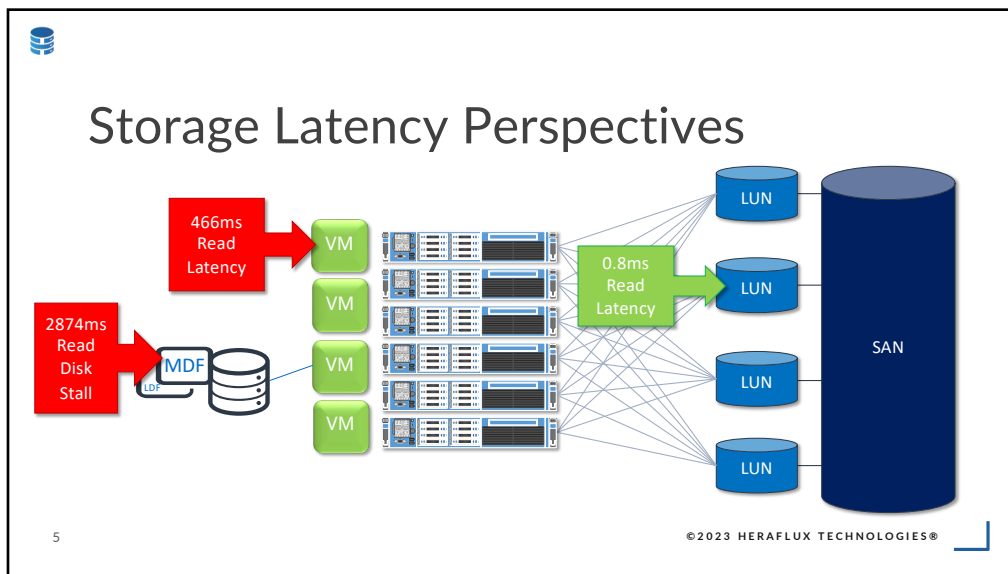 Storage Latency Perspectives
466ms
Read
Latency
2874ms
Read
Disk
Stall
MDF
LDF
VM
VM
VM
VM
0.8ms
Read
Latency
LUN
LUN
LUN
LUN
SAN
5
©2023 HERAFLUX TECHNOLOGIES®